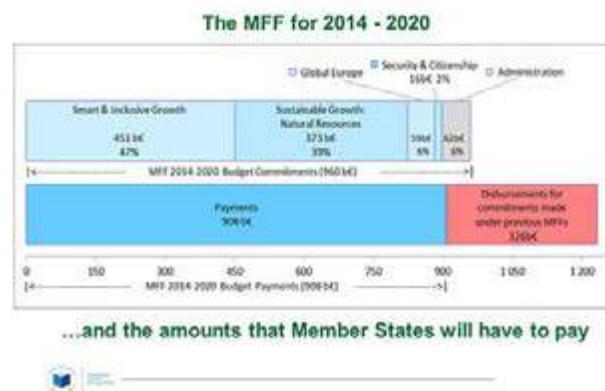 The MFF for 2014 - 2020
Security & Citizenship
Global Europe
16b€ 2%
Administration
Smart & Inclusive Growth
451 b€
47%
Sustainable Growth:
Natural Resources
373 b€
39%
6%
6%
MFF 2014-2020 Budget Commitments (960 b€)
Payments
908 b€
Disbursements for
commitments made
under previous MFFs
326b€
0 150 300 450 600 750 900 1 050 1 200
MFF 2014-2020 Budget Payments (908 b€)
...and the amounts that Member States will have to pay